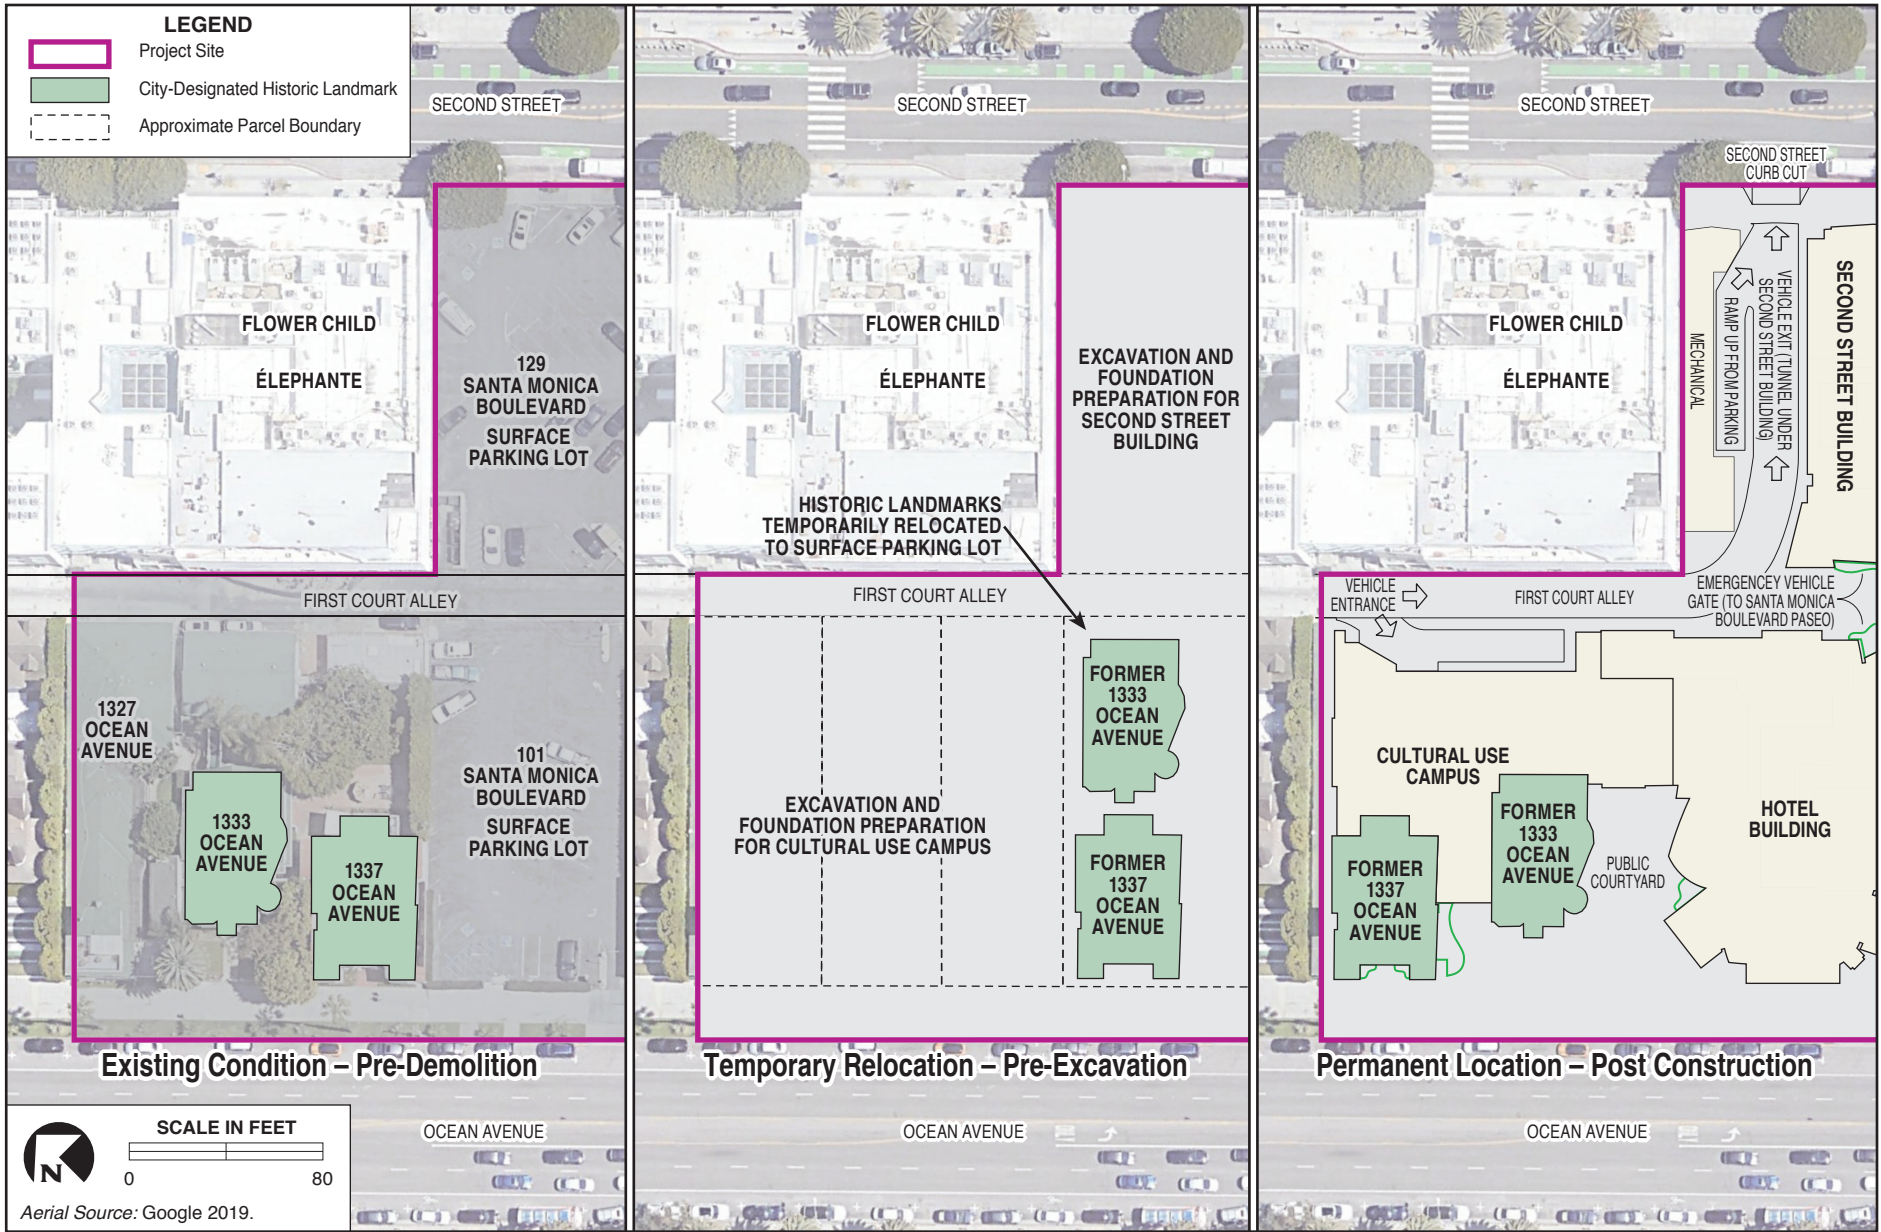 LEGEND
Project Site
City-Designated Historic Landmark
Approximate Parcel Boundary
SECOND STREET
FLOWER CHILD
ÉLEPHANTE
129
SANTA MONICA
BOULEVARD
SURFACE
PARKING LOT
FIRST COURT ALLEY
1327
OCEAN
AVENUE
1333
OCEAN
AVENUE
1337
OCEAN
AVENUE
101
SANTA MONICA
BOULEVARD
SURFACE
PARKING LOT
Existing Condition – Pre-Demolition
OCEAN AVENUE
N
SCALE IN FEET
0 80
Aerial Source: Google 2019.
SECOND STREET
FLOWER CHILD
ÉLEPHANTE
EXCAVATION AND
FOUNDATION
PREPARATION FOR
SECOND STREET
BUILDING
HISTORIC LANDMARKS
TEMPORARILY RELOCATED
TO SURFACE PARKING LOT
FIRST COURT ALLEY
FORMER
1333
OCEAN
AVENUE
EXCAVATION AND
FOUNDATION PREPARATION
FOR CULTURAL USE CAMPUS
FORMER
1337
OCEAN
AVENUE
Temporary Relocation – Pre-Excavation
OCEAN AVENUE
SECOND STREET
SECOND STREET
CURB CUT
FLOWER CHILD
ÉLEPHANTE
MECHANICAL
RAMP UP FROM PARKING
VEHICLE EXIT (TUNNEL UNDER
SECOND STREET BUILDING)
SECOND STREET BUILDING
VEHICLE
ENTRANCE
FIRST COURT ALLEY
EMERGENCEY VEHICLE
GATE (TO SANTA MONICA
BOULEVARD PASEO)
CULTURAL USE
CAMPUS
FORMER
1333
OCEAN
AVENUE
HOTEL
BUILDING
PUBLIC
COURTYARD
FORMER
1337
OCEAN
AVENUE
Permanent Location – Post Construction
OCEAN AVENUE